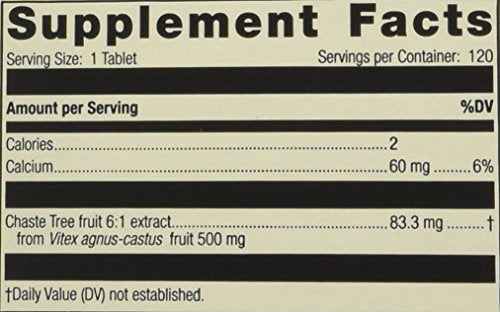 Supplement Facts
Serving Size: 1 Tablet Servings per Container: 120
Amount per Serving %DV
Calories....................................................................................2
Calcium....................................................................................60 mg.........6%
Chaste Tree fruit 6:1 extract......................................................83.3 mg.........†
from Vitex agnus-castus fruit 500 mg
†Daily Value (DV) not established.